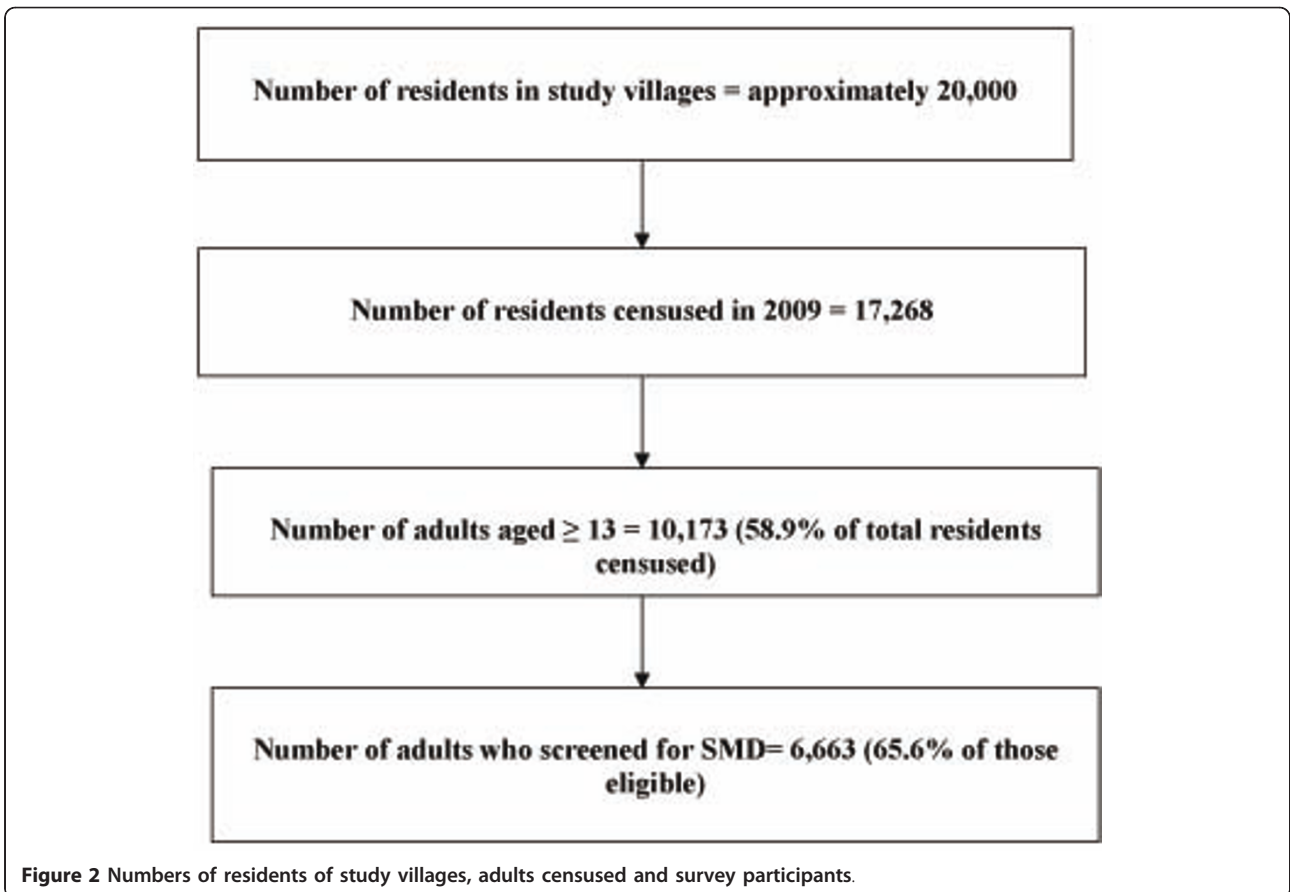 Number of residents in study villages = approximately 20,000
Number of residents censused in 2009 = 17,268
Number of adults aged ≥ 13 = 10,173 (58.9% of total residents
censused)
Number of adults who screened for SMD= 6,663 (65.6% of those
eligible)
Figure 2 Numbers of residents of study villages, adults censused and survey participants.